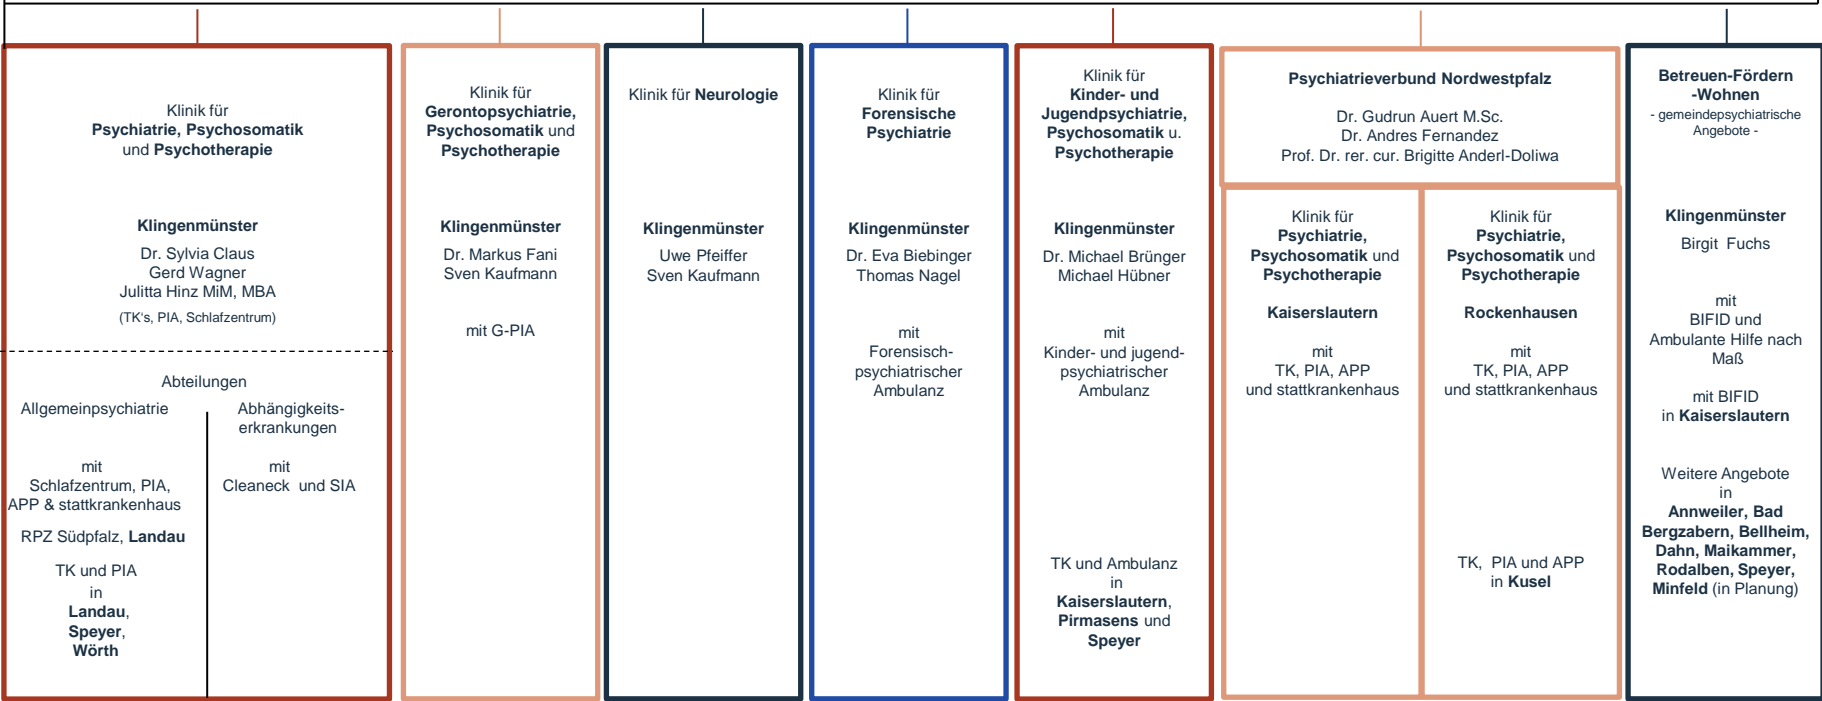 Klinik für
Psychiatrie, Psychosomatik
und Psychotherapie
Klingenmünster
Dr. Sylvia Claus
Gerd Wagner
Julitta Hinz MiM, MBA
(TK's, PIA, Schlafzentrum)
Abteilungen
Allgemeinpsychiatrie
mit
Schlafzentrum, PIA,
APP & stattkrankenhaus
RPZ Südpfalz, Landau
TK und PIA
in
Landau,
Speyer,
Wörth
Abhängigkeits-
erkrankungen
mit
Cleaneck und SIA
Klinik für
Gerontopsychiatrie,
Psychosomatik und
Psychotherapie
Klingenmünster
Dr. Markus Fani
Sven Kaufmann
mit G-PIA
Klinik für Neurologie
Klingenmünster
Uwe Pfeiffer
Sven Kaufmann
Klinik für
Forensische
Psychiatrie
Klingenmünster
Dr. Eva Biebinger
Thomas Nagel
mit
Forensisch-
psychiatrischer
Ambulanz
Klinik für
Kinder- und
Jugendpsychiatrie,
Psychosomatik u.
Psychotherapie
Klingenmünster
Dr. Michael Brünger
Michael Hübner
mit
Kinder- und jugend-
psychiatrischer
Ambulanz
TK und Ambulanz
in
Kaiserslautern,
Pirmasens und
Speyer
Psychiatrieverbund Nordwestpfalz
Dr. Gudrun Auert M.Sc.
Dr. Andres Fernandez
Prof. Dr. rer. cur. Brigitte Anderl-Doliwa
Klinik für
Psychiatrie,
Psychosomatik und
Psychotherapie
Kaiserslautern
mit
TK, PIA, APP
und stattkrankenhaus
Klinik für
Psychiatrie,
Psychosomatik und
Psychotherapie
Rockenhausen
mit
TK, PIA, APP
und stattkrankenhaus
TK, PIA und APP
in Kusel
Betreuen-Fördern
-Wohnen
- gemeindepsychiatrische
Angebote -
Klingenmünster
Birgit Fuchs
mit
BIFID und
Ambulante Hilfe nach
Maß
mit BIFID
in Kaiserslautern
Weitere Angebote
in
Annweiler, Bad
Bergzabern, Bellheim,
Dahn, Maikammer,
Rodalben, Speyer,
Minfeld (in Planung)